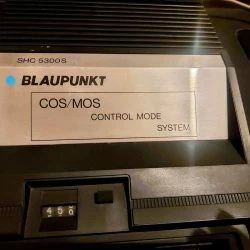 SHC 5300S
BLAUPUNKT
COS/MOS
CONTROL MODE
SYSTEM